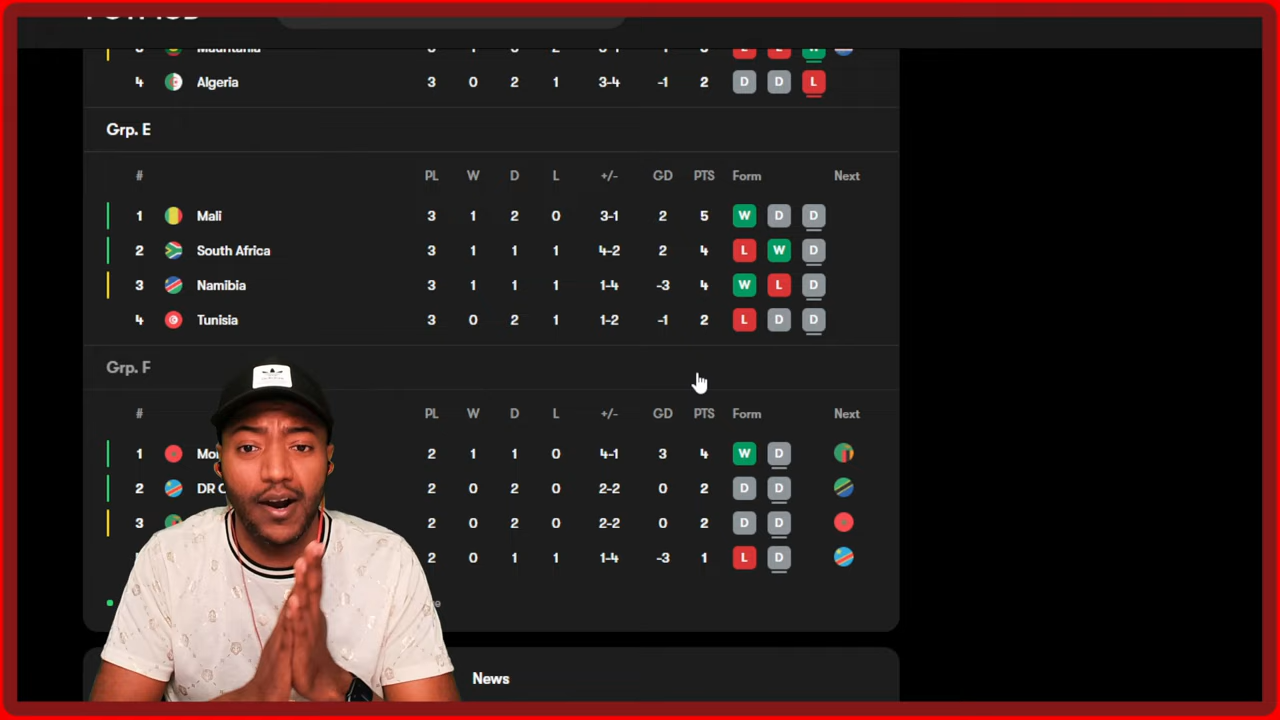 4 Algeria 3 0 2 1 3-4 -1 2 D D L
Grp. E
# PL W D L +/- GD PTS Form Next
1 Mali 3 1 2 0 3-1 2 5 W D D
2 South Africa 3 1 1 1 4-2 2 4 L W D
3 Namibia 3 1 1 1 1-4 -3 4 W L D
4 Tunisia 3 0 2 1 1-2 -1 2 L D D
Grp. F
# PL W D L +/- GD PTS Form Next
1 2 1 1 0 4-1 3 4 W D
2 DR 2 0 2 0 2-2 0 2 D D
3 2 0 2 0 2-2 0 2 D D
2 0 1 1 1-4 -3 1 L D
News